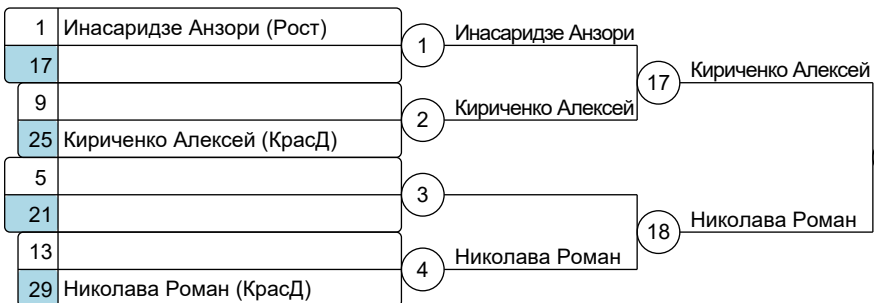 1 Инасаридзе Анзори (Рост)
17
1 Инасаридзе Анзори
9
25 Кириченко Алексей (КрасД)
2 Кириченко Алексей
17 Кириченко Алексей
5
21
3
13
29 Николава Роман (КрасД)
4 Николава Роман
18 Николава Роман